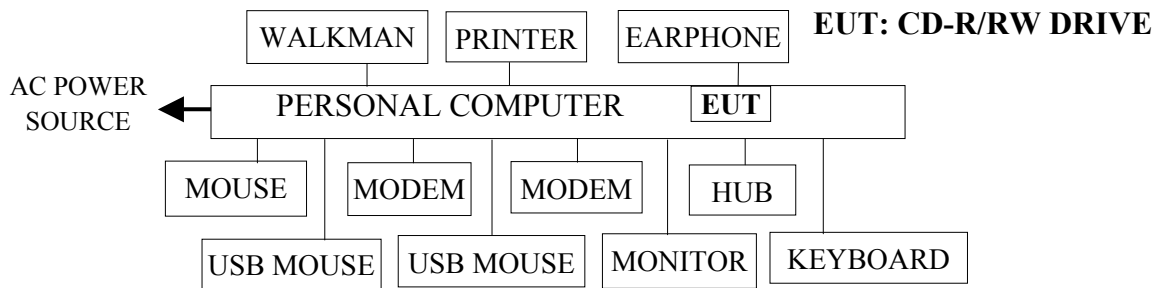 WALKMAN
PRINTER
EARPHONE
EUT: CD-R/RW DRIVE
AC POWER
SOURCE
PERSONAL COMPUTER
EUT
MOUSE
MODEM
MODEM
HUB
USB MOUSE
USB MOUSE
MONITOR
KEYBOARD